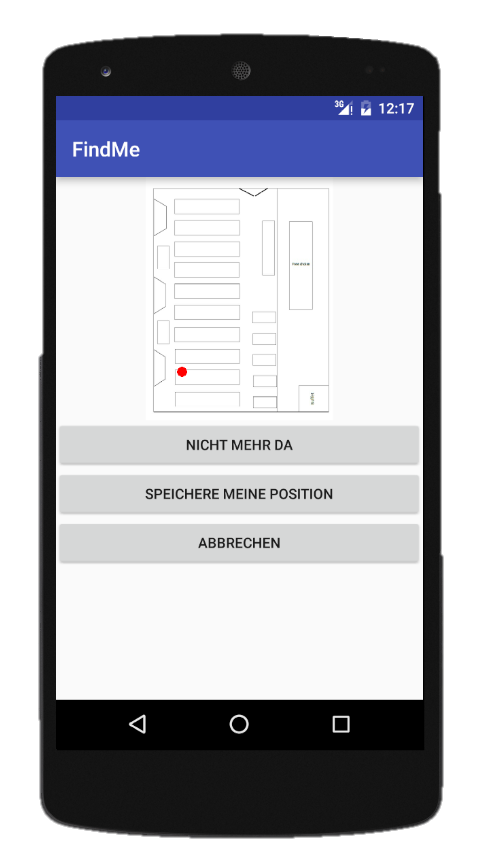 3G 12:17
FindMe
NICHT MEHR DA
SPEICHERE MEINE POSITION
ABBRECHEN